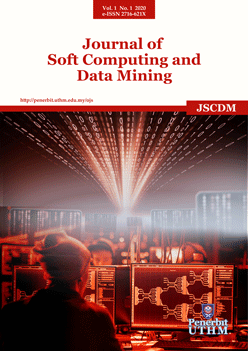 Vol. 1 No. 1 2020
e-ISSN 2716-621X
Journal of
Soft Computing and
Data Mining
http://penerbit.uthm.edu.my/ojs
JSCDM
Penerbit
UTHM